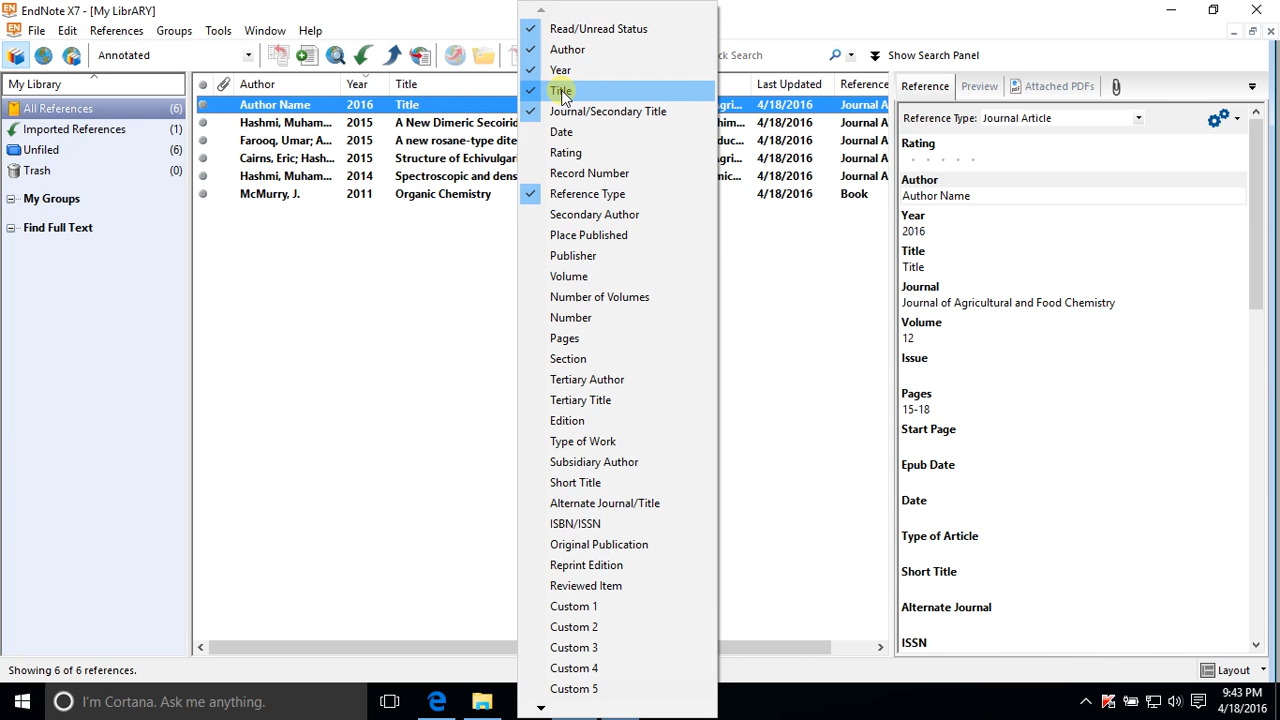 EndNote X7 - [My LibrARY]
File Edit References Groups Tools Window Help
Annotated
Search
Show Search Panel
My Library
All References (6)
Imported References (1)
Unfiled (6)
Trash (0)
My Groups
Find Full Text
Author Year Title
Last Updated Reference
Author Name 2016 Title 4/18/2016 Journal A
Hashmi, Muham... 2015 A New Dimeric Secoirid 4/18/2016 Journal A
Farooq, Umar; A... 2015 A new rosane-type dite 4/18/2016 Journal A
Cairns, Eric; Hash... 2015 Structure of Echivulgari 4/18/2016 Journal A
Hashmi, Muham... 2014 Spectroscopic and dens 4/18/2016 Journal A
McMurry, J. 2011 Organic Chemistry 4/18/2016 Book
Read/Unread Status
Author
Year
Title
Journal/Secondary Title
Date
Rating
Record Number
Reference Type
Secondary Author
Place Published
Publisher
Volume
Number of Volumes
Number
Pages
Section
Tertiary Author
Tertiary Title
Edition
Type of Work
Subsidiary Author
Short Title
Alternate Journal/Title
ISBN/ISSN
Original Publication
Reprint Edition
Reviewed Item
Custom 1
Custom 2
Custom 3
Custom 4
Custom 5
Reference Preview Attached PDFs
Reference Type: Journal Article
Rating
Author
Author Name
Year
2016
Title
Title
Journal
Journal of Agricultural and Food Chemistry
Volume
12
Issue
Pages
15-18
Start Page
Epub Date
Date
Type of Article
Short Title
Alternate Journal
ISSN
Showing 6 of 6 references.
Layout
I'm Cortana. Ask me anything.
9:43 PM
4/18/2016